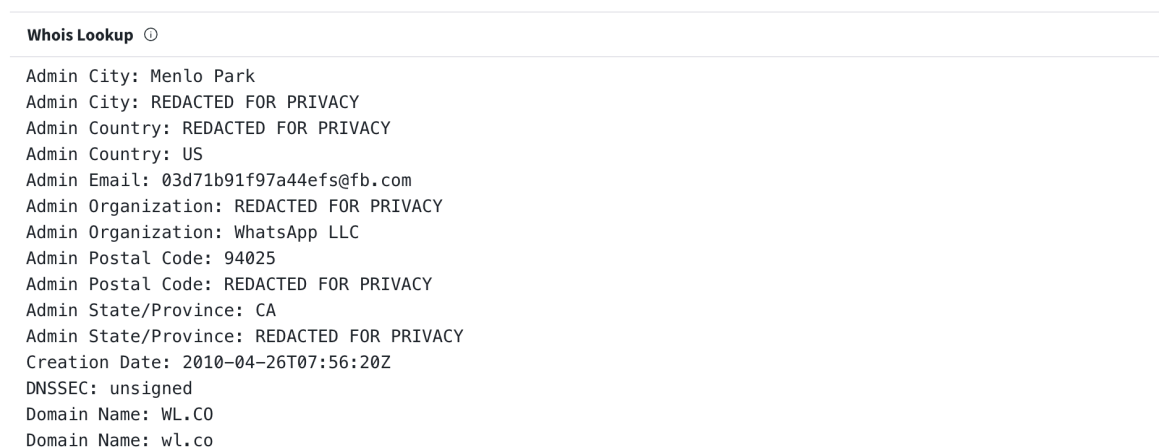 Whois Lookup
Admin City: Menlo Park
Admin City: REDACTED FOR PRIVACY
Admin Country: REDACTED FOR PRIVACY
Admin Country: US
Admin Email: 03d71b91f97a44efs@fb.com
Admin Organization: REDACTED FOR PRIVACY
Admin Organization: WhatsApp LLC
Admin Postal Code: 94025
Admin Postal Code: REDACTED FOR PRIVACY
Admin State/Province: CA
Admin State/Province: REDACTED FOR PRIVACY
Creation Date: 2010-04-26T07:56:20Z
DNSSEC: unsigned
Domain Name: WL.CO
Domain Name: wl.co